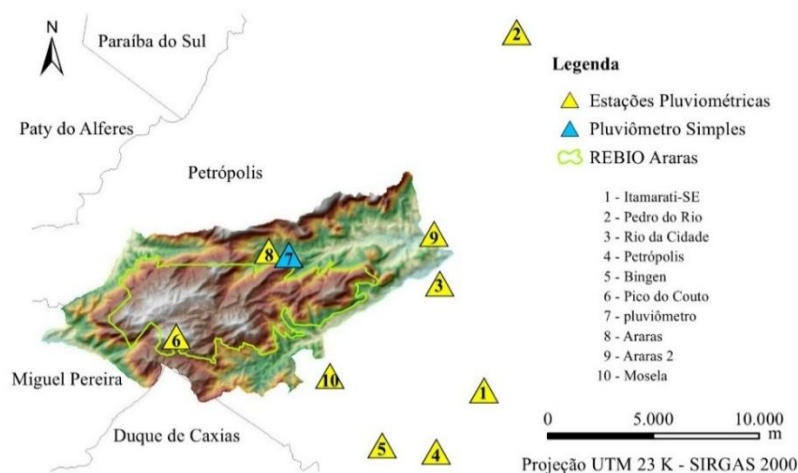 N
Paraíba do Sul
2
Legenda
Estações Pluviométricas
Pluviômetro Simples
REBIO Araras
Paty do Alferes
Petrópolis
1 - Itamarati-SE
2 - Pedro do Rio
3 - Rio da Cidade
4 - Petrópolis
5 - Bingen
6 - Pico do Couto
7 - pluviômetro
8 - Araras
9 - Araras 2
10 - Mosela
9
8
7
3
6
Miguel Pereira
10
1
Duque de Caxias
5
4
0 5.000 10.000
m
Projeção UTM 23 K - SIRGAS 2000